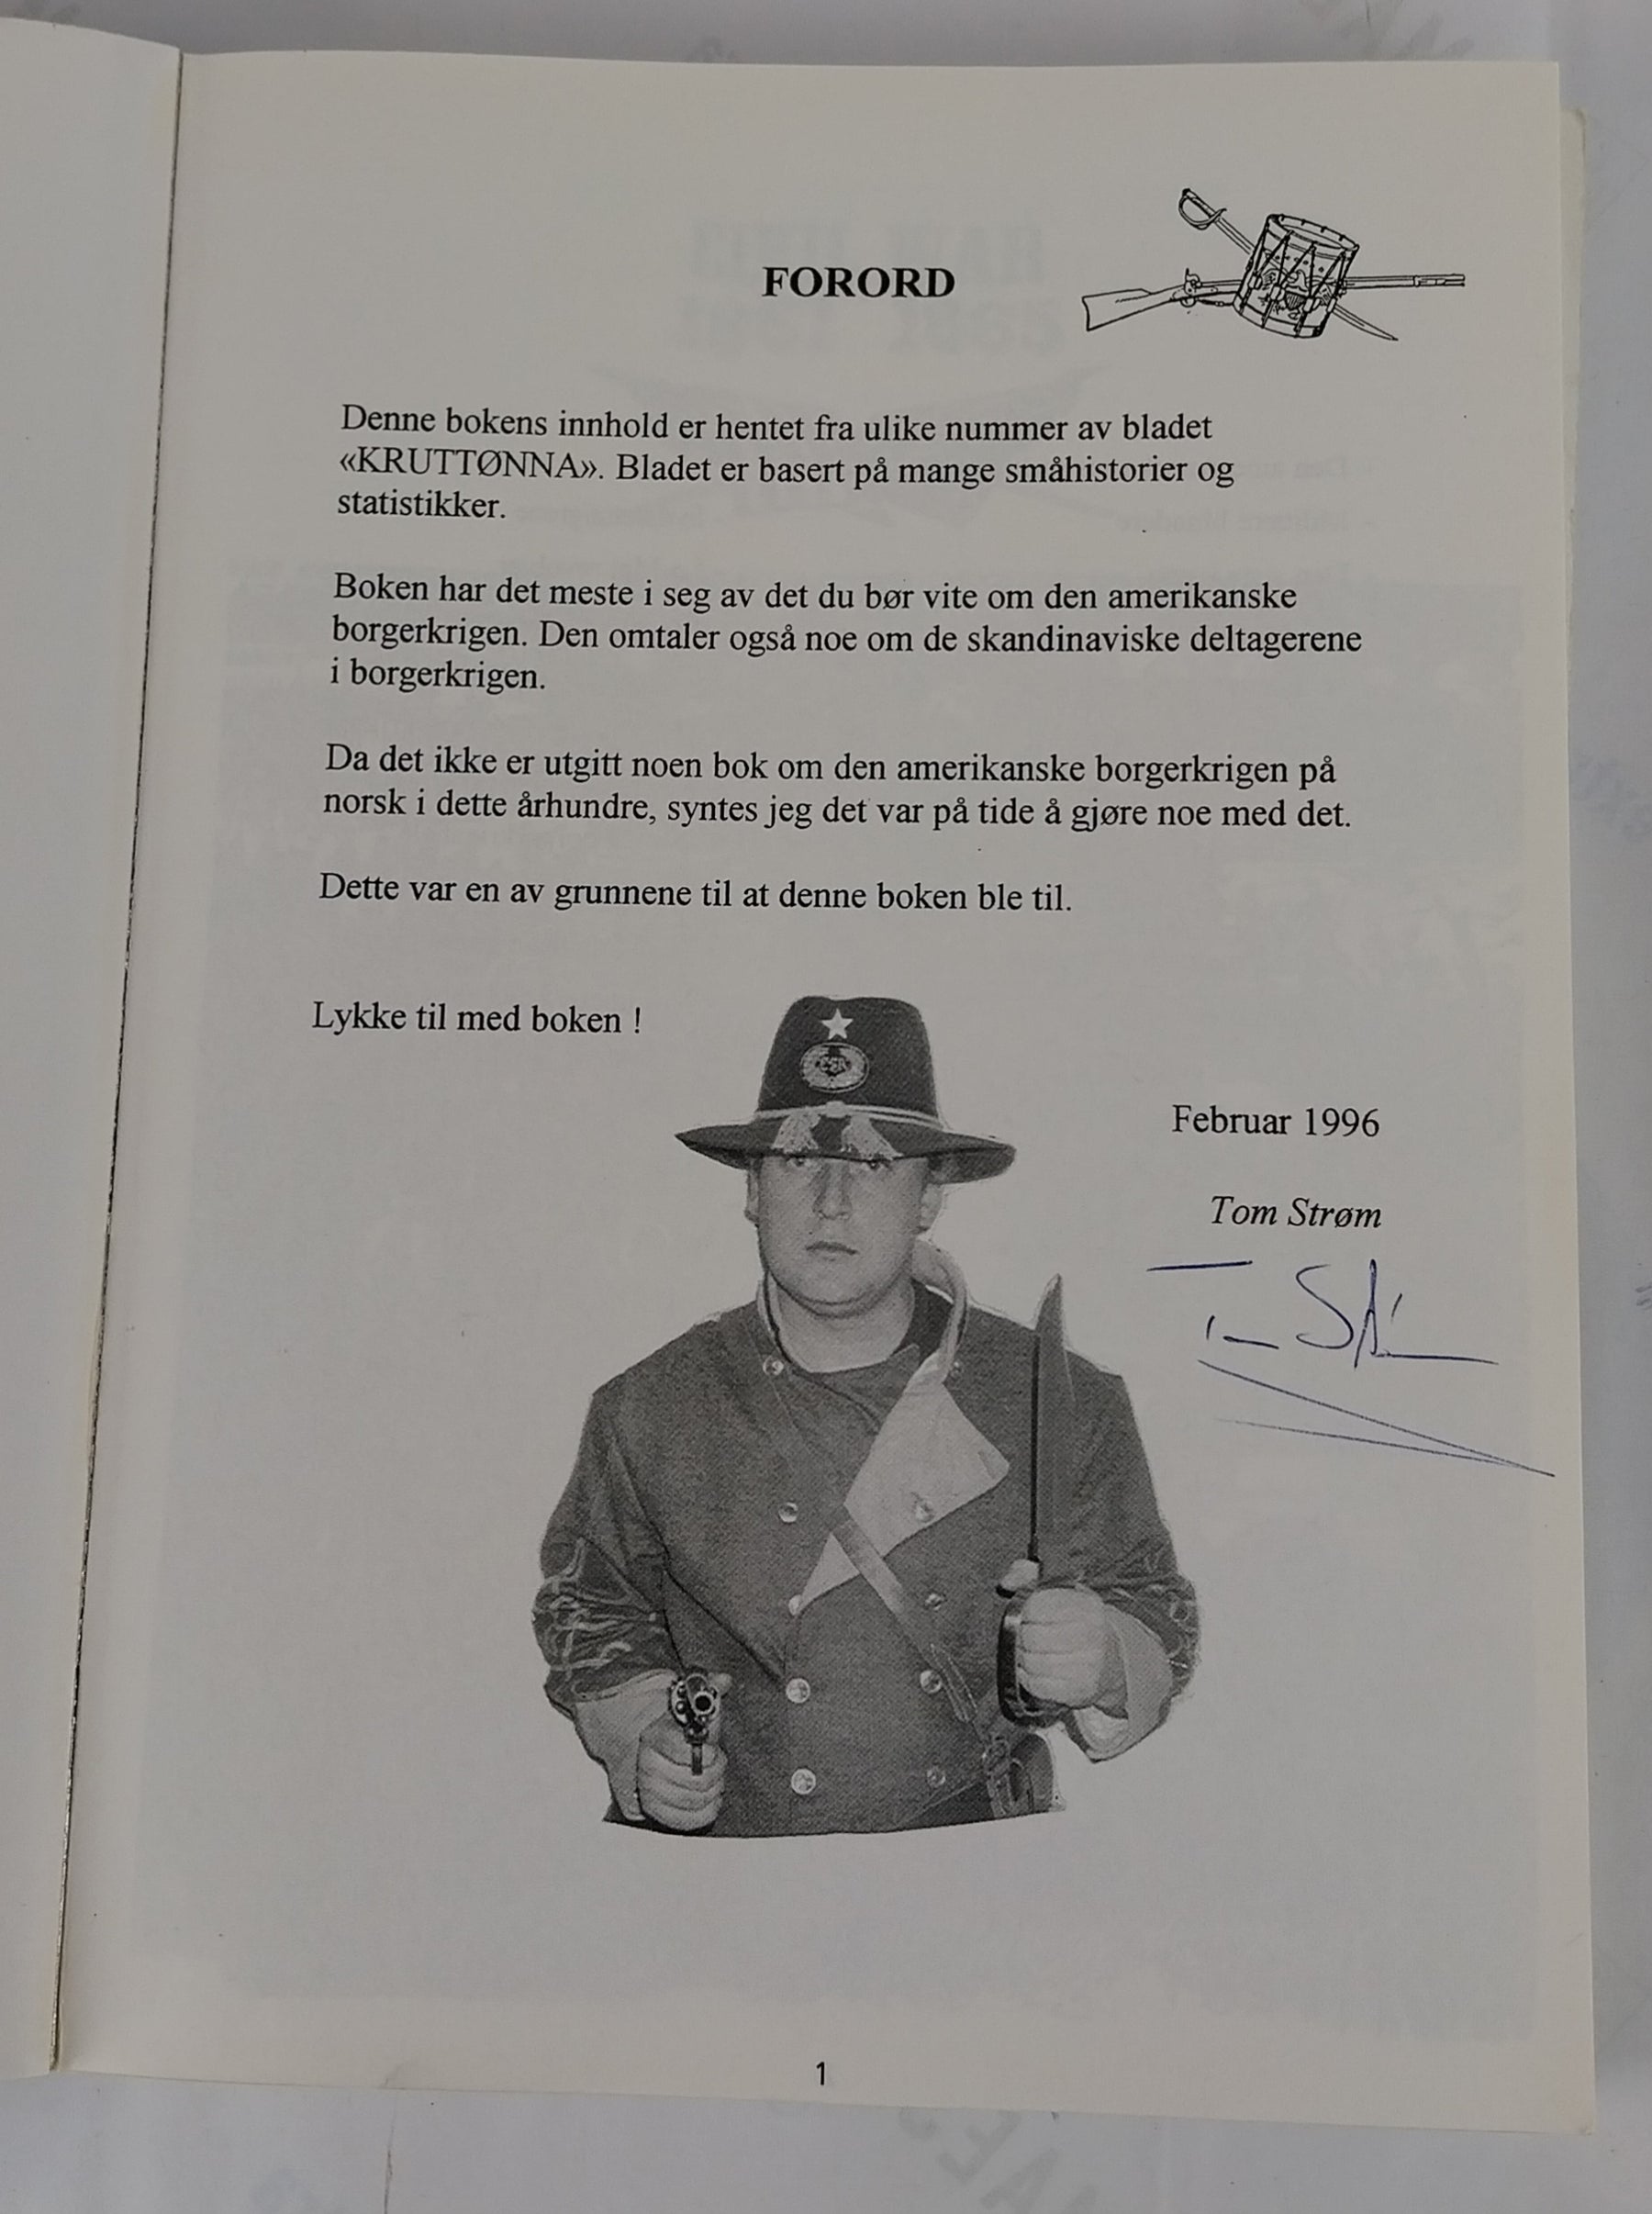 FORORD
Denne bokens innhold er hentet fra ulike nummer av bladet
«KRUTTØNNA». Bladet er basert på mange småhistorier og
statistikker.
Boken har det meste i seg av det du bør vite om den amerikanske
borgerkrigen. Den omtaler også noe om de skandinaviske deltagerene
i borgerkrigen.
Da det ikke er utgitt noen bok om den amerikanske borgerkrigen på
norsk i dette århundre, syntes jeg det var på tide å gjøre noe med det.
Dette var en av grunnene til at denne boken ble til.
Lykke til med boken !
Februar 1996
Tom Strøm
1